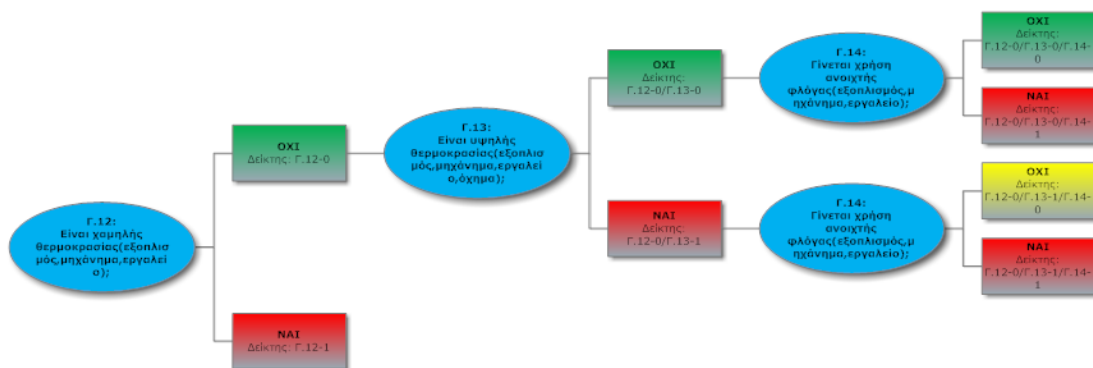 Γ.12:
Είναι χαμηλής
θερμοκρασίας(εξοπλισ
μός,μηχάνημα,εργαλεί
ο);
ΟΧΙ
Δείκτης: Γ.12-0
ΝΑΙ
Δείκτης: Γ.12-1
Γ.13:
Είναι υψηλής
θερμοκρασίας(εξοπλισ
μός,μηχάνημα,εργαλεί
ο,όχημα);
ΟΧΙ
Δείκτης:
Γ.12-0/Γ.13-0
ΝΑΙ
Δείκτης:
Γ.12-0/Γ.13-1
Γ.14:
Γίνεται χρήση
ανοιχτής
φλόγας(εξοπλισμός,μ
ηχάνημα,εργαλείο);
ΟΧΙ
Δείκτης:
Γ.12-0/Γ.13-0/Γ.14-
0
ΝΑΙ
Δείκτης:
Γ.12-0/Γ.13-0/Γ.14-
1
Γ.14:
Γίνεται χρήση
ανοιχτής
φλόγας(εξοπλισμός,μ
ηχάνημα,εργαλείο);
ΟΧΙ
Δείκτης:
Γ.12-0/Γ.13-1/Γ.14-
0
ΝΑΙ
Δείκτης:
Γ.12-0/Γ.13-1/Γ.14-
1